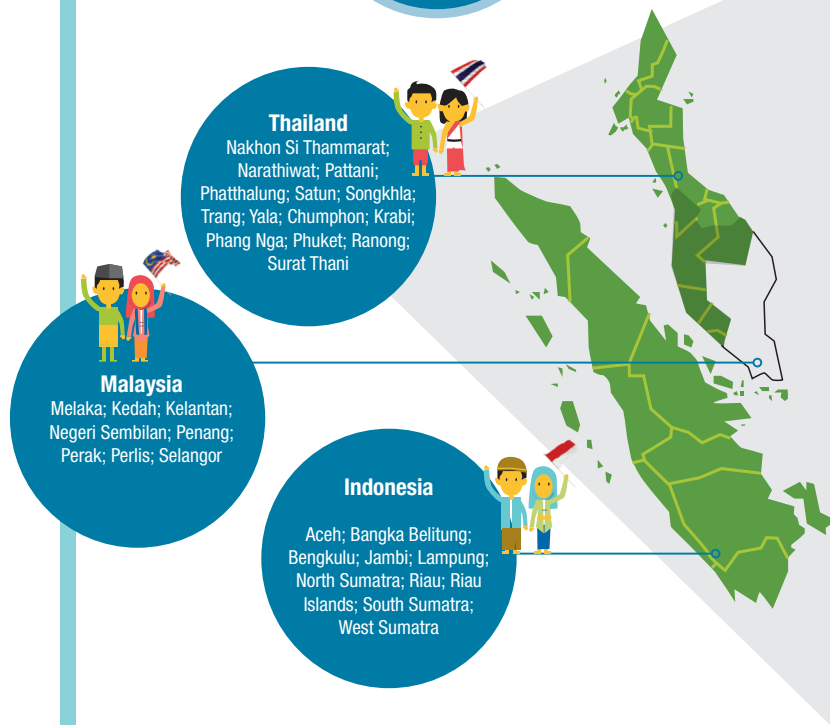 Thailand
Nakhon Si Thammarat;
Narathiwat; Pattani;
Phatthalung; Satun; Songkhla;
Trang; Yala; Chumphon; Krabi;
Phang Nga; Phuket; Ranong;
Surat Thani
Malaysia
Melaka; Kedah; Kelantan;
Negeri Sembilan; Penang;
Perak; Perlis; Selangor
Indonesia
Aceh; Bangka Belitung;
Bengkulu; Jambi; Lampung;
North Sumatra; Riau; Riau
Islands; South Sumatra;
West Sumatra